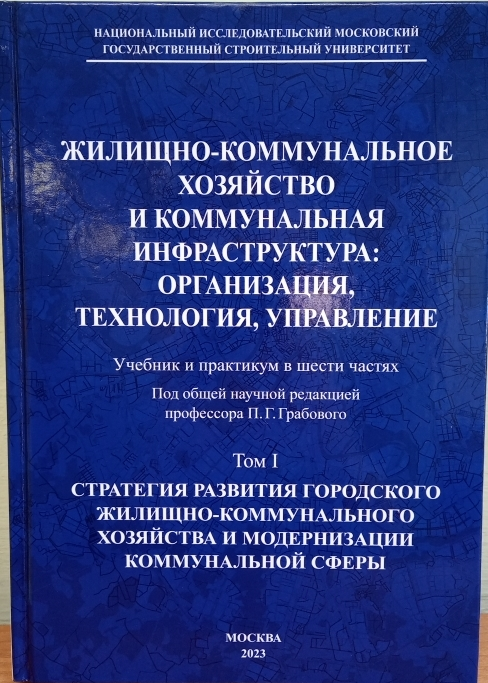 НАЦИОНАЛЬНЫЙ ИССЛЕДОВАТЕЛЬСКИЙ МОСКОВСКИЙ
ГОСУДАРСТВЕННЫЙ СТРОИТЕЛЬНЫЙ УНИВЕРСИТЕТ
ЖИЛИЩНО-КОММУНАЛЬНОЕ
ХОЗЯЙСТВО
И КОММУНАЛЬНАЯ
ИНФРАСТРУКТУРА:
ОРГАНИЗАЦИЯ,
ТЕХНОЛОГИЯ, УПРАВЛЕНИЕ
Учебник и практикум в шести частях
Под общей научной редакцией
профессора П. Г. Грабового
Том I
СТРАТЕГИЯ РАЗВИТИЯ ГОРОДСКОГО
ЖИЛИЩНО-КОММУНАЛЬНОГО
ХОЗЯЙСТВА И МОДЕРНИЗАЦИИ
КОММУНАЛЬНОЙ СФЕРЫ
МОСКВА
2023